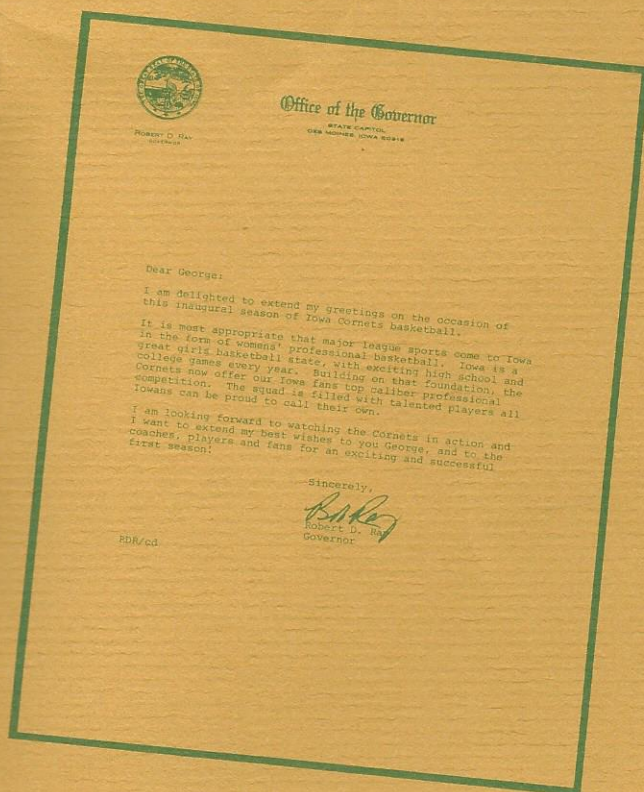 Office of the Governor
STATE CAPITOL
DES MOINES, IOWA 50319
ROBERT D. RAY
GOVERNOR
Dear George:
I am delighted to extend my greetings on the occasion of
this inaugural season of Iowa Cornets basketball.
It is most appropriate that major league sports come to Iowa
in the form of womens' professional basketball. Iowa is a
great girls basketball state, with exciting high school and
college games every year. Building on that foundation, the
Cornets now offer our Iowa fans top caliber professional
competition. The squad is filled with talented players all
Iowans can be proud to call their own.
I am looking forward to watching the Cornets in action and
I want to extend my best wishes to you George, and to the
coaches, players and fans for an exciting and successful
first season!
Sincerely,
Robert D. Ray
Governor
RDR/cd